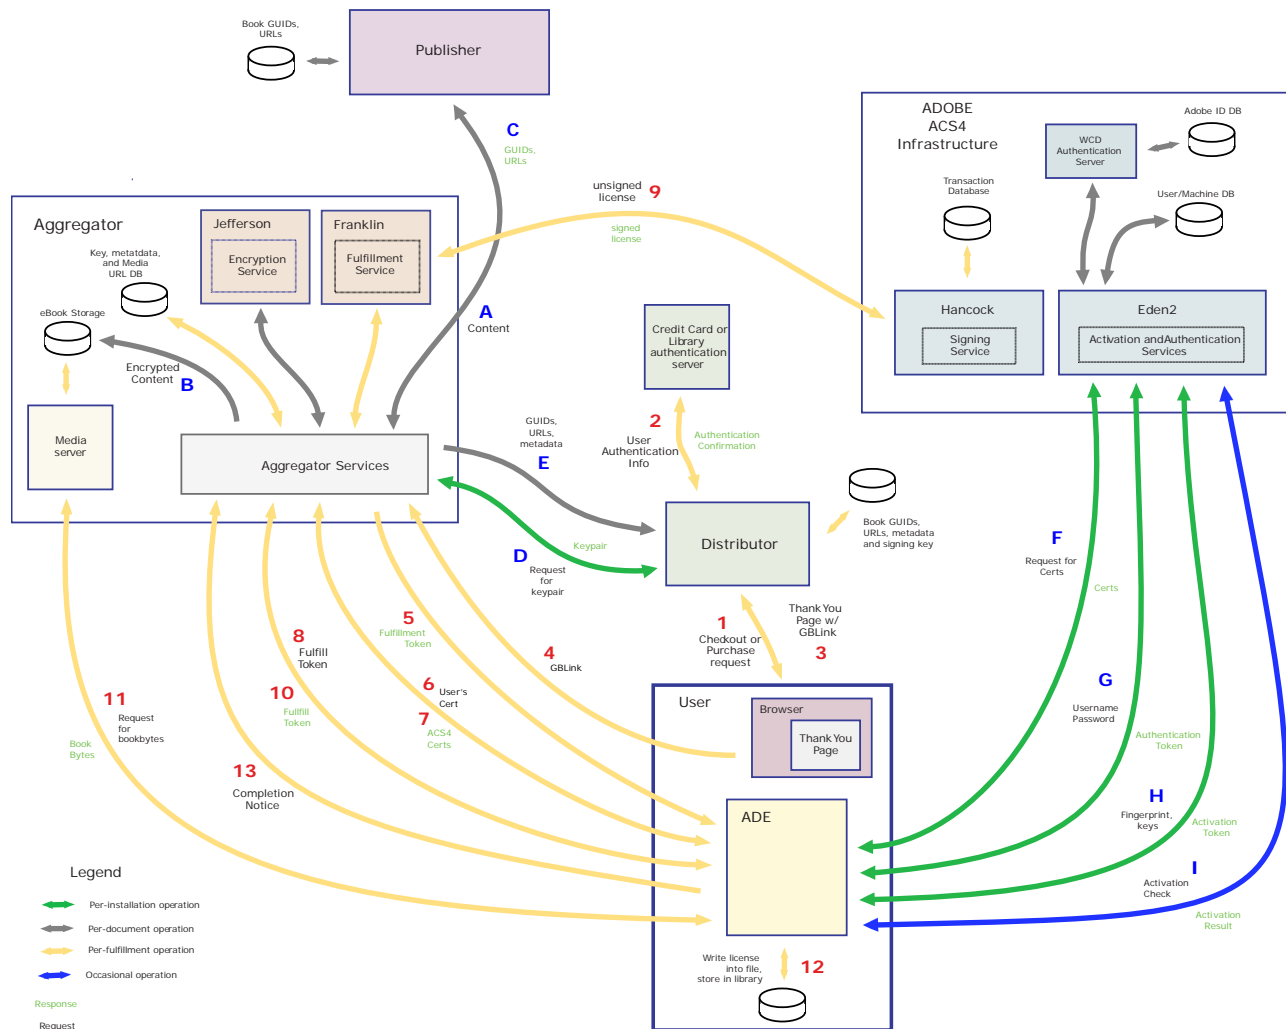 Book GUIDs,
URLs
Publisher
C
GUIDs,
URLs
ADOBE
ACS4
Infrastructure
WCD
Authentication
Server
Adobe ID DB
Transaction
Database
User/Machine DB
unsigned
license
9
signed
license
Aggregator
Jefferson
Encryption
Service
Franklin
Fulfillment
Service
Key, metatdata,
and Media
URL DB
eBook Storage
Encrypted
Content
B
A
Content
Hancock
Signing
Service
Eden2
Activation andAuthentication
Services
Credit Card or
Library
authentication
server
Media
server
Aggregator Services
GUIDs,
URLs,
metadata
E
2
User
Authentication
Info
Authentication
Confirmation
Distributor
Book GUIDs,
URLs, metadata
and signing key
D
Keypair
Request
for
keypair
F
Request for
Certs
Certs
1
Checkout or
Purchase
request
Thank You
Page w/
GBLink
3
5
Fulfillment
Token
8
Fulfill
Token
4
GBLink
6
User's
Cert
7
ACS4
Certs
10
Fullfill
Token
11
Request
for
bookbytes
Book
Bytes
13
Completion
Notice
User
Browser
Thank You
Page
ADE
G
Username
Password
Authentication
Token
H
Fingerprint,
keys
Activation
Token
I
Activation
Check
Activation
Result
Write license
into file,
store in library
12
Legend
Per-installation operation
Per-document operation
Per-fulfillment operation
Occasional operation
Response
Request